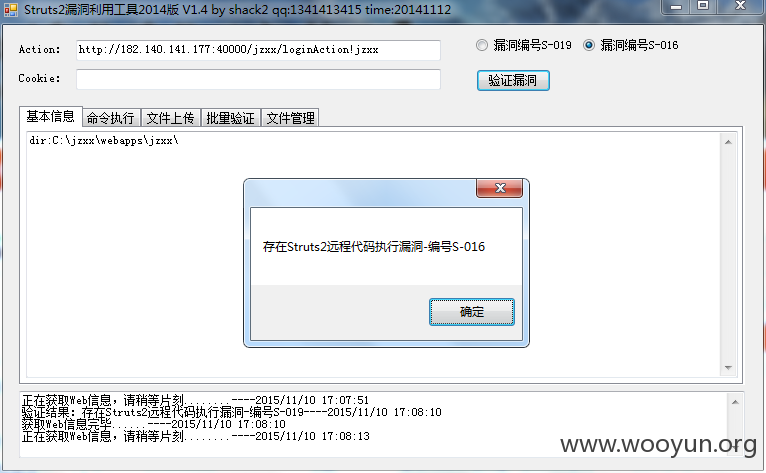 Struts2漏洞利用工具2014版 V1.4 by shack2 qq:1341413415 time:20141112
Action: http://182.140.141.177:40000/jzxx/loginAction!jzxx 漏洞编号S-019 漏洞编号S-016
Cookie: 验证漏洞
基本信息 命令执行 文件上传 批量验证 文件管理
dir:C:\jzxx\webapps\jzxx\
存在Struts2远程代码执行漏洞-编号S-016
确定
正在获取Web信息，请稍等片刻........----2015/11/10 17:07:51
验证结果：存在Struts2远程代码执行漏洞-编号S-019----2015/11/10 17:08:10
获取Web信息完毕......----2015/11/10 17:08:10
正在获取Web信息，请稍等片刻........----2015/11/10 17:08:13
www.wooyun.org